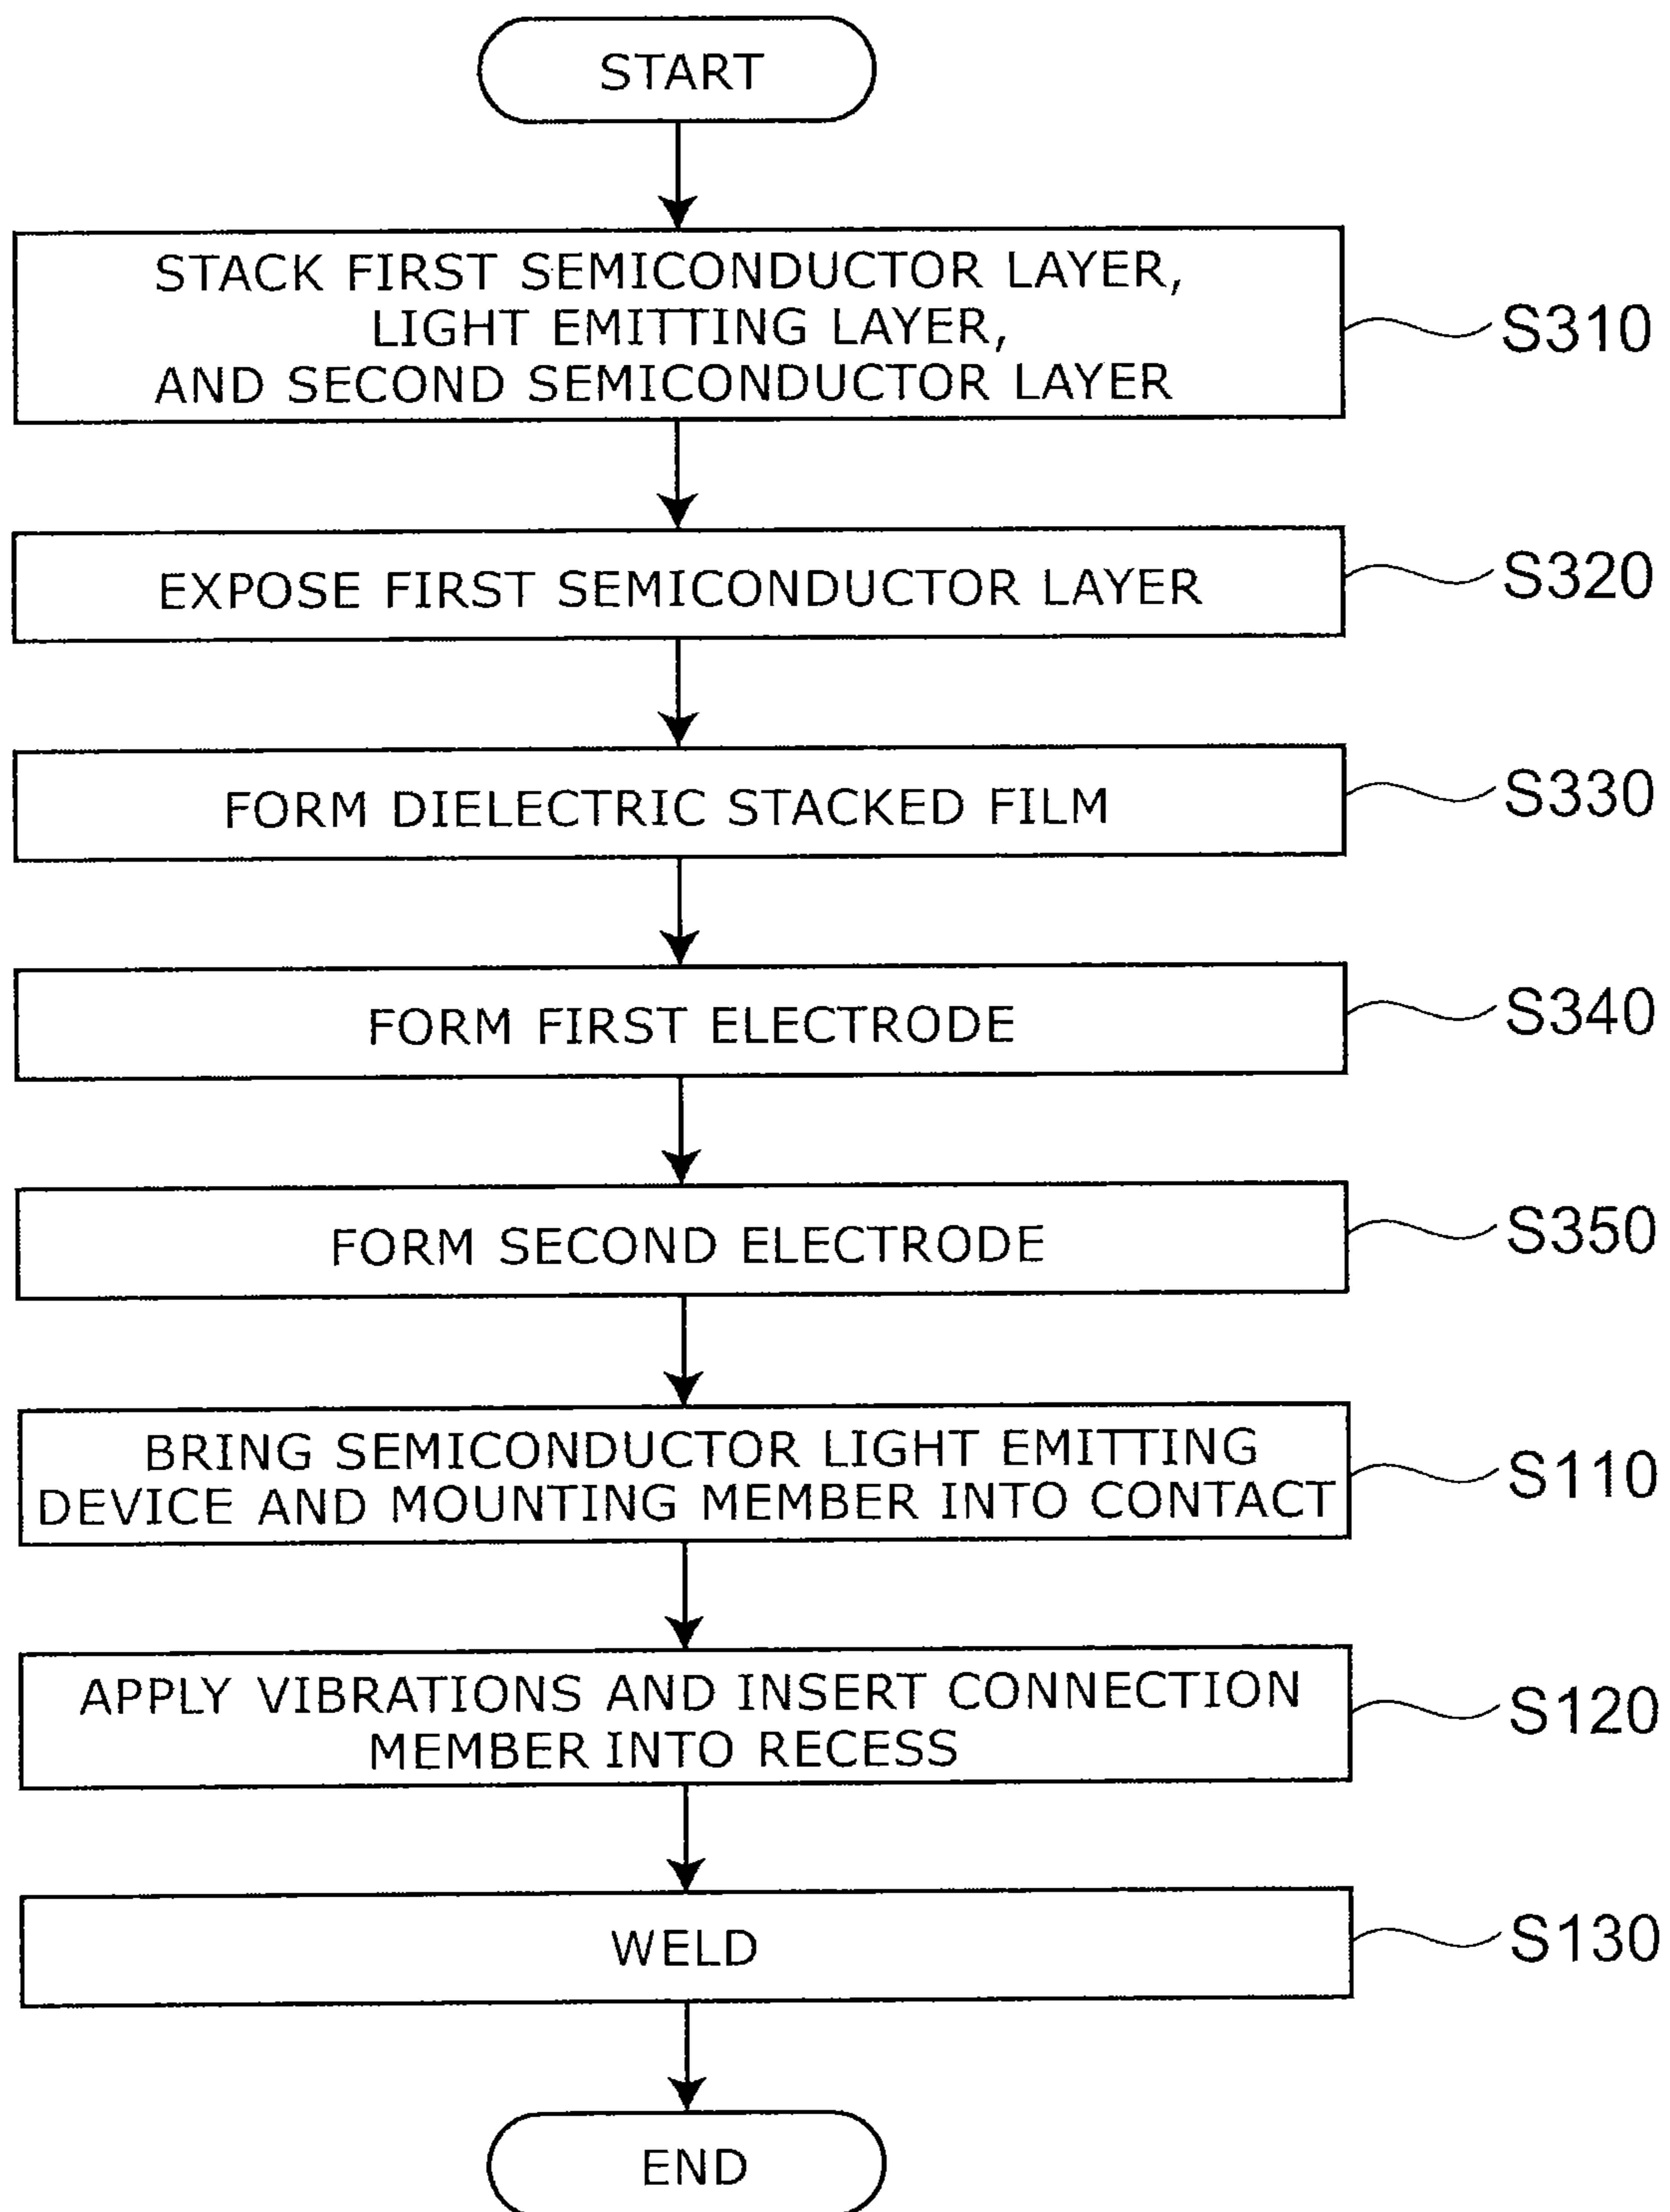 START
STACK FIRST SEMICONDUCTOR LAYER,
LIGHT EMITTING LAYER,
AND SECOND SEMICONDUCTOR LAYER
S310
EXPOSE FIRST SEMICONDUCTOR LAYER
S320
FORM DIELECTRIC STACKED FILM
S330
FORM FIRST ELECTRODE
S340
FORM SECOND ELECTRODE
S350
BRING SEMICONDUCTOR LIGHT EMITTING
DEVICE AND MOUNTING MEMBER INTO CONTACT
S110
APPLY VIBRATIONS AND INSERT CONNECTION
MEMBER INTO RECESS
S120
WELD
S130
END